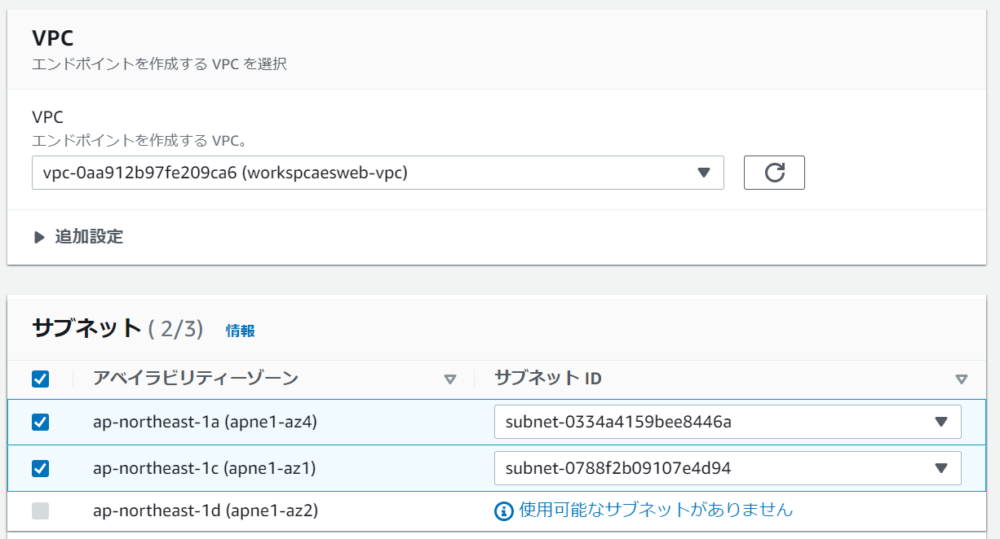 VPC
エンドポイントを作成する VPC を選択
VPC
エンドポイントを作成する VPC。
vpc-0aa912b97fe209ca6 (workspcaesweb-vpc)
追加設定
サブネット ( 2/3) 情報
アベイラビリティーゾーン サブネット ID
ap-northeast-1a (apne1-az4) subnet-0334a4159bee8446a
ap-northeast-1c (apne1-az1) subnet-0788f2b09107e4d94
ap-northeast-1d (apne1-az2) 使用可能なサブネットがありません